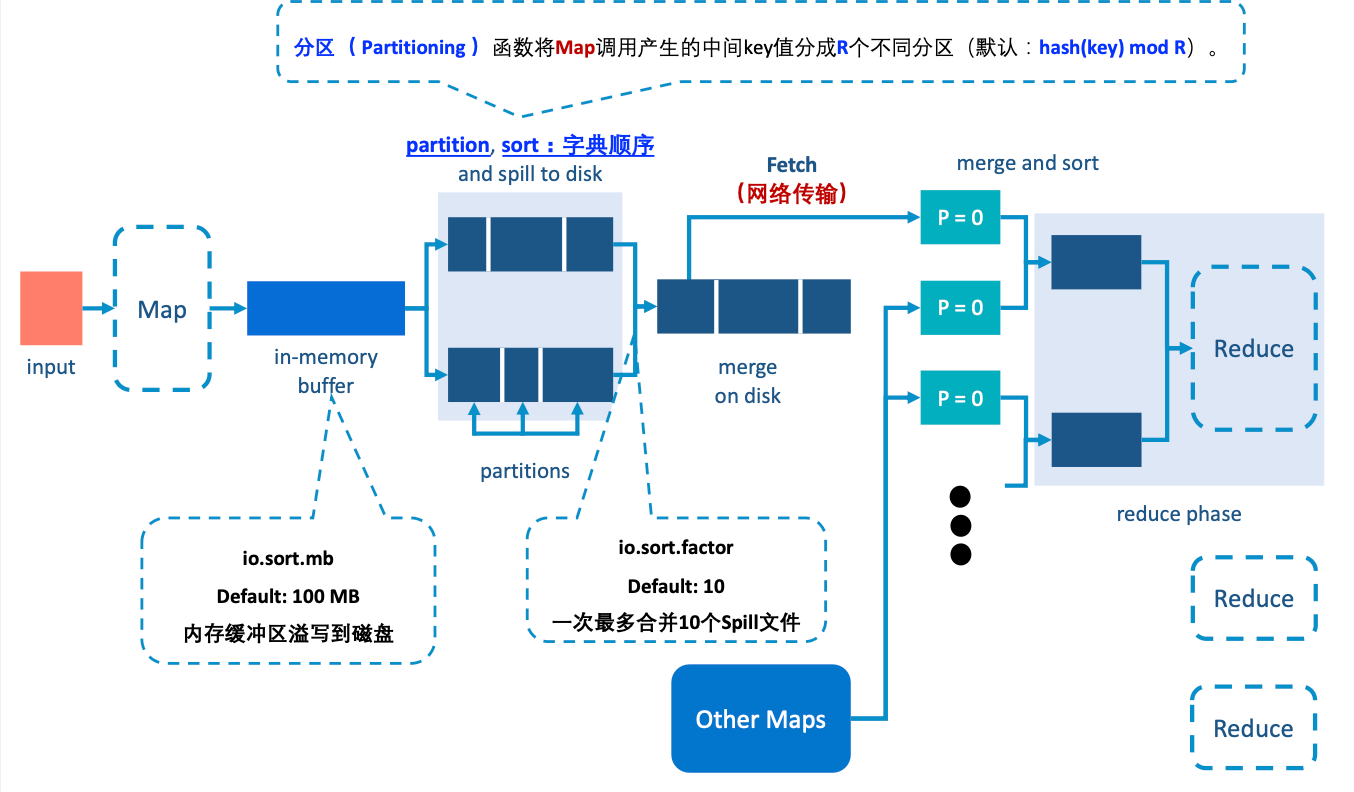 分区（Partitioning）函数将Map调用产生的中间key值分成R个不同分区（默认：hash(key) mod R）。
partition, sort：字典顺序
and spill to disk
Fetch
（网络传输）
merge and sort
P = 0
P = 0
P = 0
input
Map
in-memory
buffer
merge
on disk
Reduce
partitions
reduce phase
io.sort.mb
Default: 100 MB
内存缓冲区溢写到磁盘
io.sort.factor
Default: 10
一次最多合并10个Spill文件
Other Maps
Reduce
Reduce